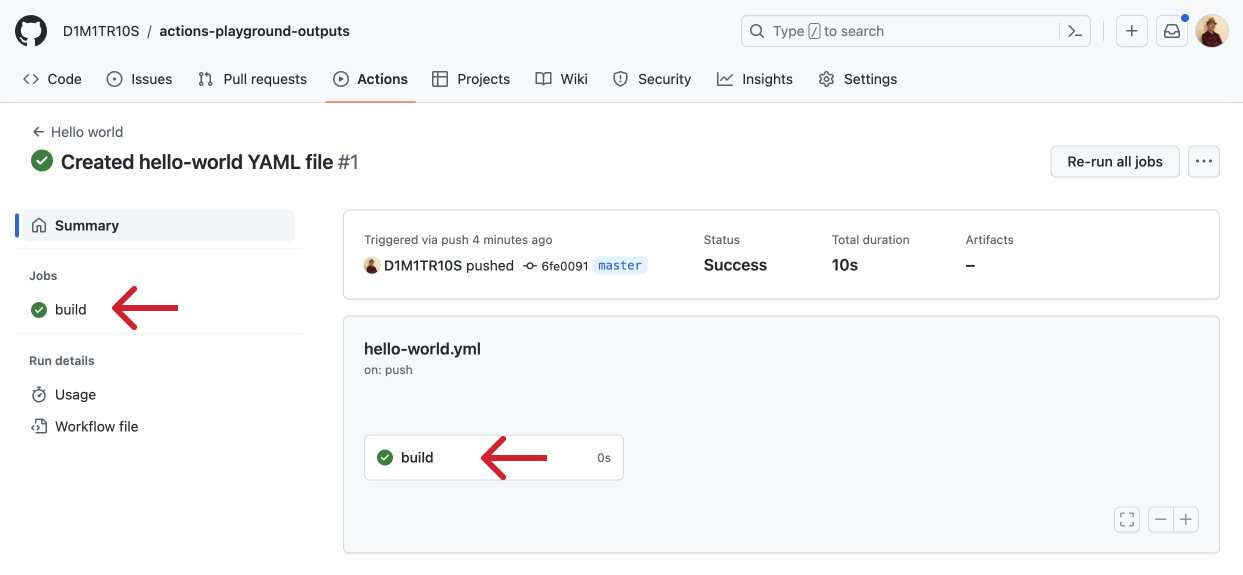 D1M1TR10S / actions-playground-outputs
Type / to search
Code Issues Pull requests Actions Projects Wiki Security Insights Settings
← Hello world
Created hello-world YAML file #1
Re-run all jobs
Summary
Jobs
build
Run details
Usage
Workflow file
Triggered via push 4 minutes ago
D1M1TR10S pushed 6fe0091 master
Status
Success
Total duration
10s
Artifacts
–
hello-world.yml
on: push
build 0s